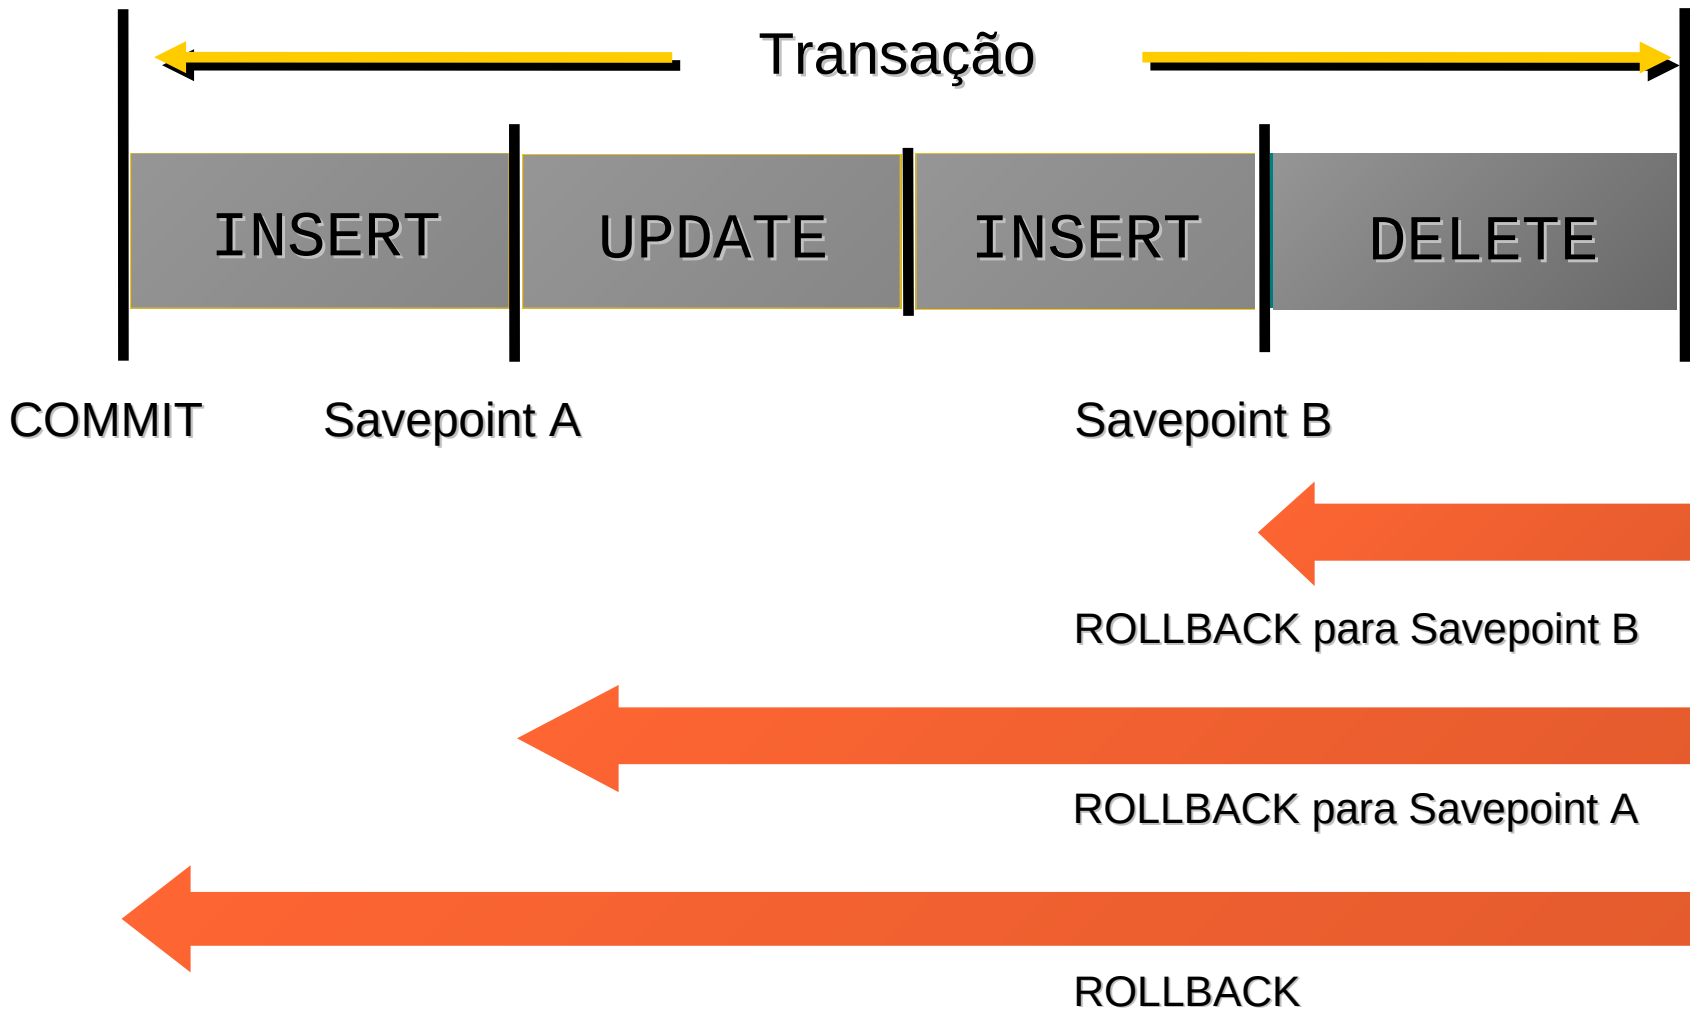 Transação
INSERT UPDATE INSERT DELETE
COMMIT Savepoint A Savepoint B
ROLLBACK para Savepoint B
ROLLBACK para Savepoint A
ROLLBACK